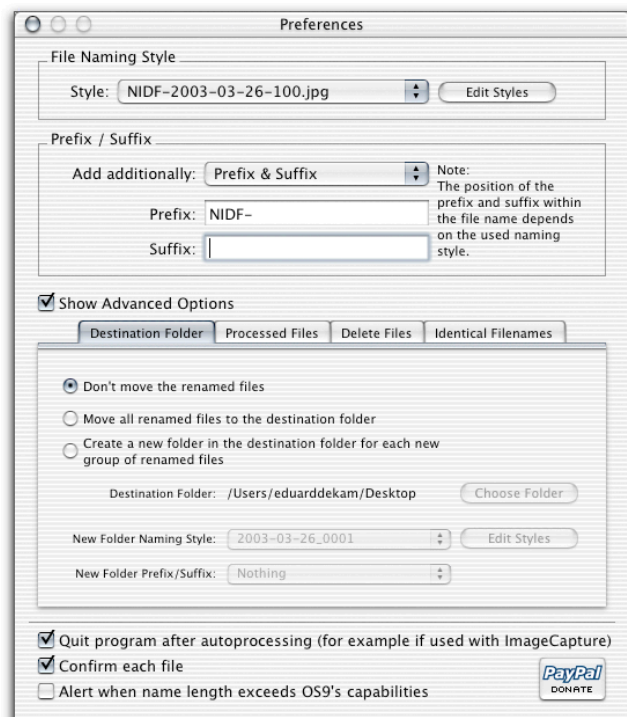 Preferences
File Naming Style
Style: NIDF-2003-03-26-100.jpg Edit Styles
Prefix / Suffix
Add additionally: Prefix & Suffix
Note:
The position of the
prefix and suffix within
the file name depends
on the used naming
style.
Prefix: NIDF-
Suffix:
Show Advanced Options
Destination Folder Processed Files Delete Files Identical Filenames
Don't move the renamed files
Move all renamed files to the destination folder
Create a new folder in the destination folder for each new
group of renamed files
Destination Folder: /Users/eduarddekam/Desktop Choose Folder
New Folder Naming Style: 2003-03-26_0001 Edit Styles
New Folder Prefix/Suffix: Nothing
Quit program after autoprocessing (for example if used with ImageCapture)
Confirm each file
Alert when name length exceeds OS9's capabilities
PayPal
DONATE